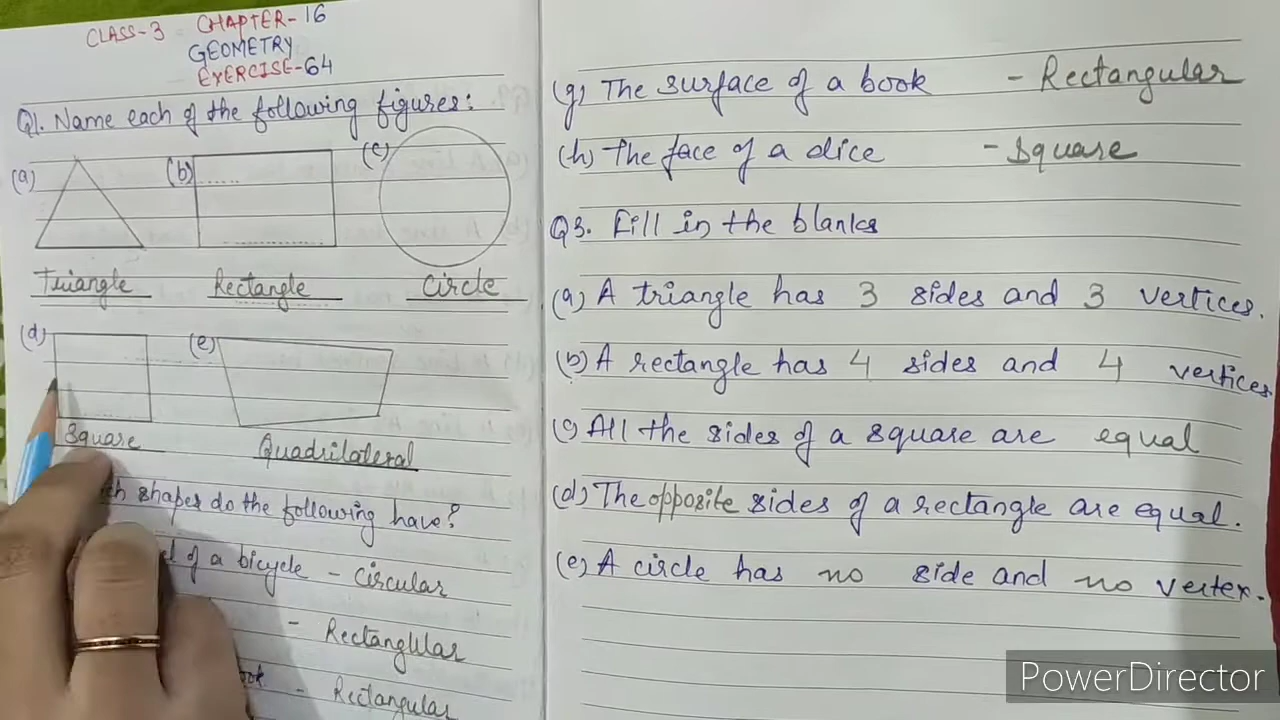 CLASS-3 CHAPTER-16
GEOMETRY
EXERCISE-64
Q1. Name each of the following figures:
(a) (b) (c)
Triangle Rectangle Circle
(d) (e)
Square Quadrilateral
shapes do the following have?
of a bicycle - Circular
- Rectanglular
- Rectangular
(g) The surface of a book - Rectangular
(h) The face of a dice - Square
Q3. Fill in the blanks
(a) A triangle has 3 sides and 3 vertices.
(b) A rectangle has 4 sides and 4 vertices
(c) All the sides of a square are equal
(d) The opposite sides of a rectangle are equal.
(e) A circle has no side and no vertex.
PowerDirector